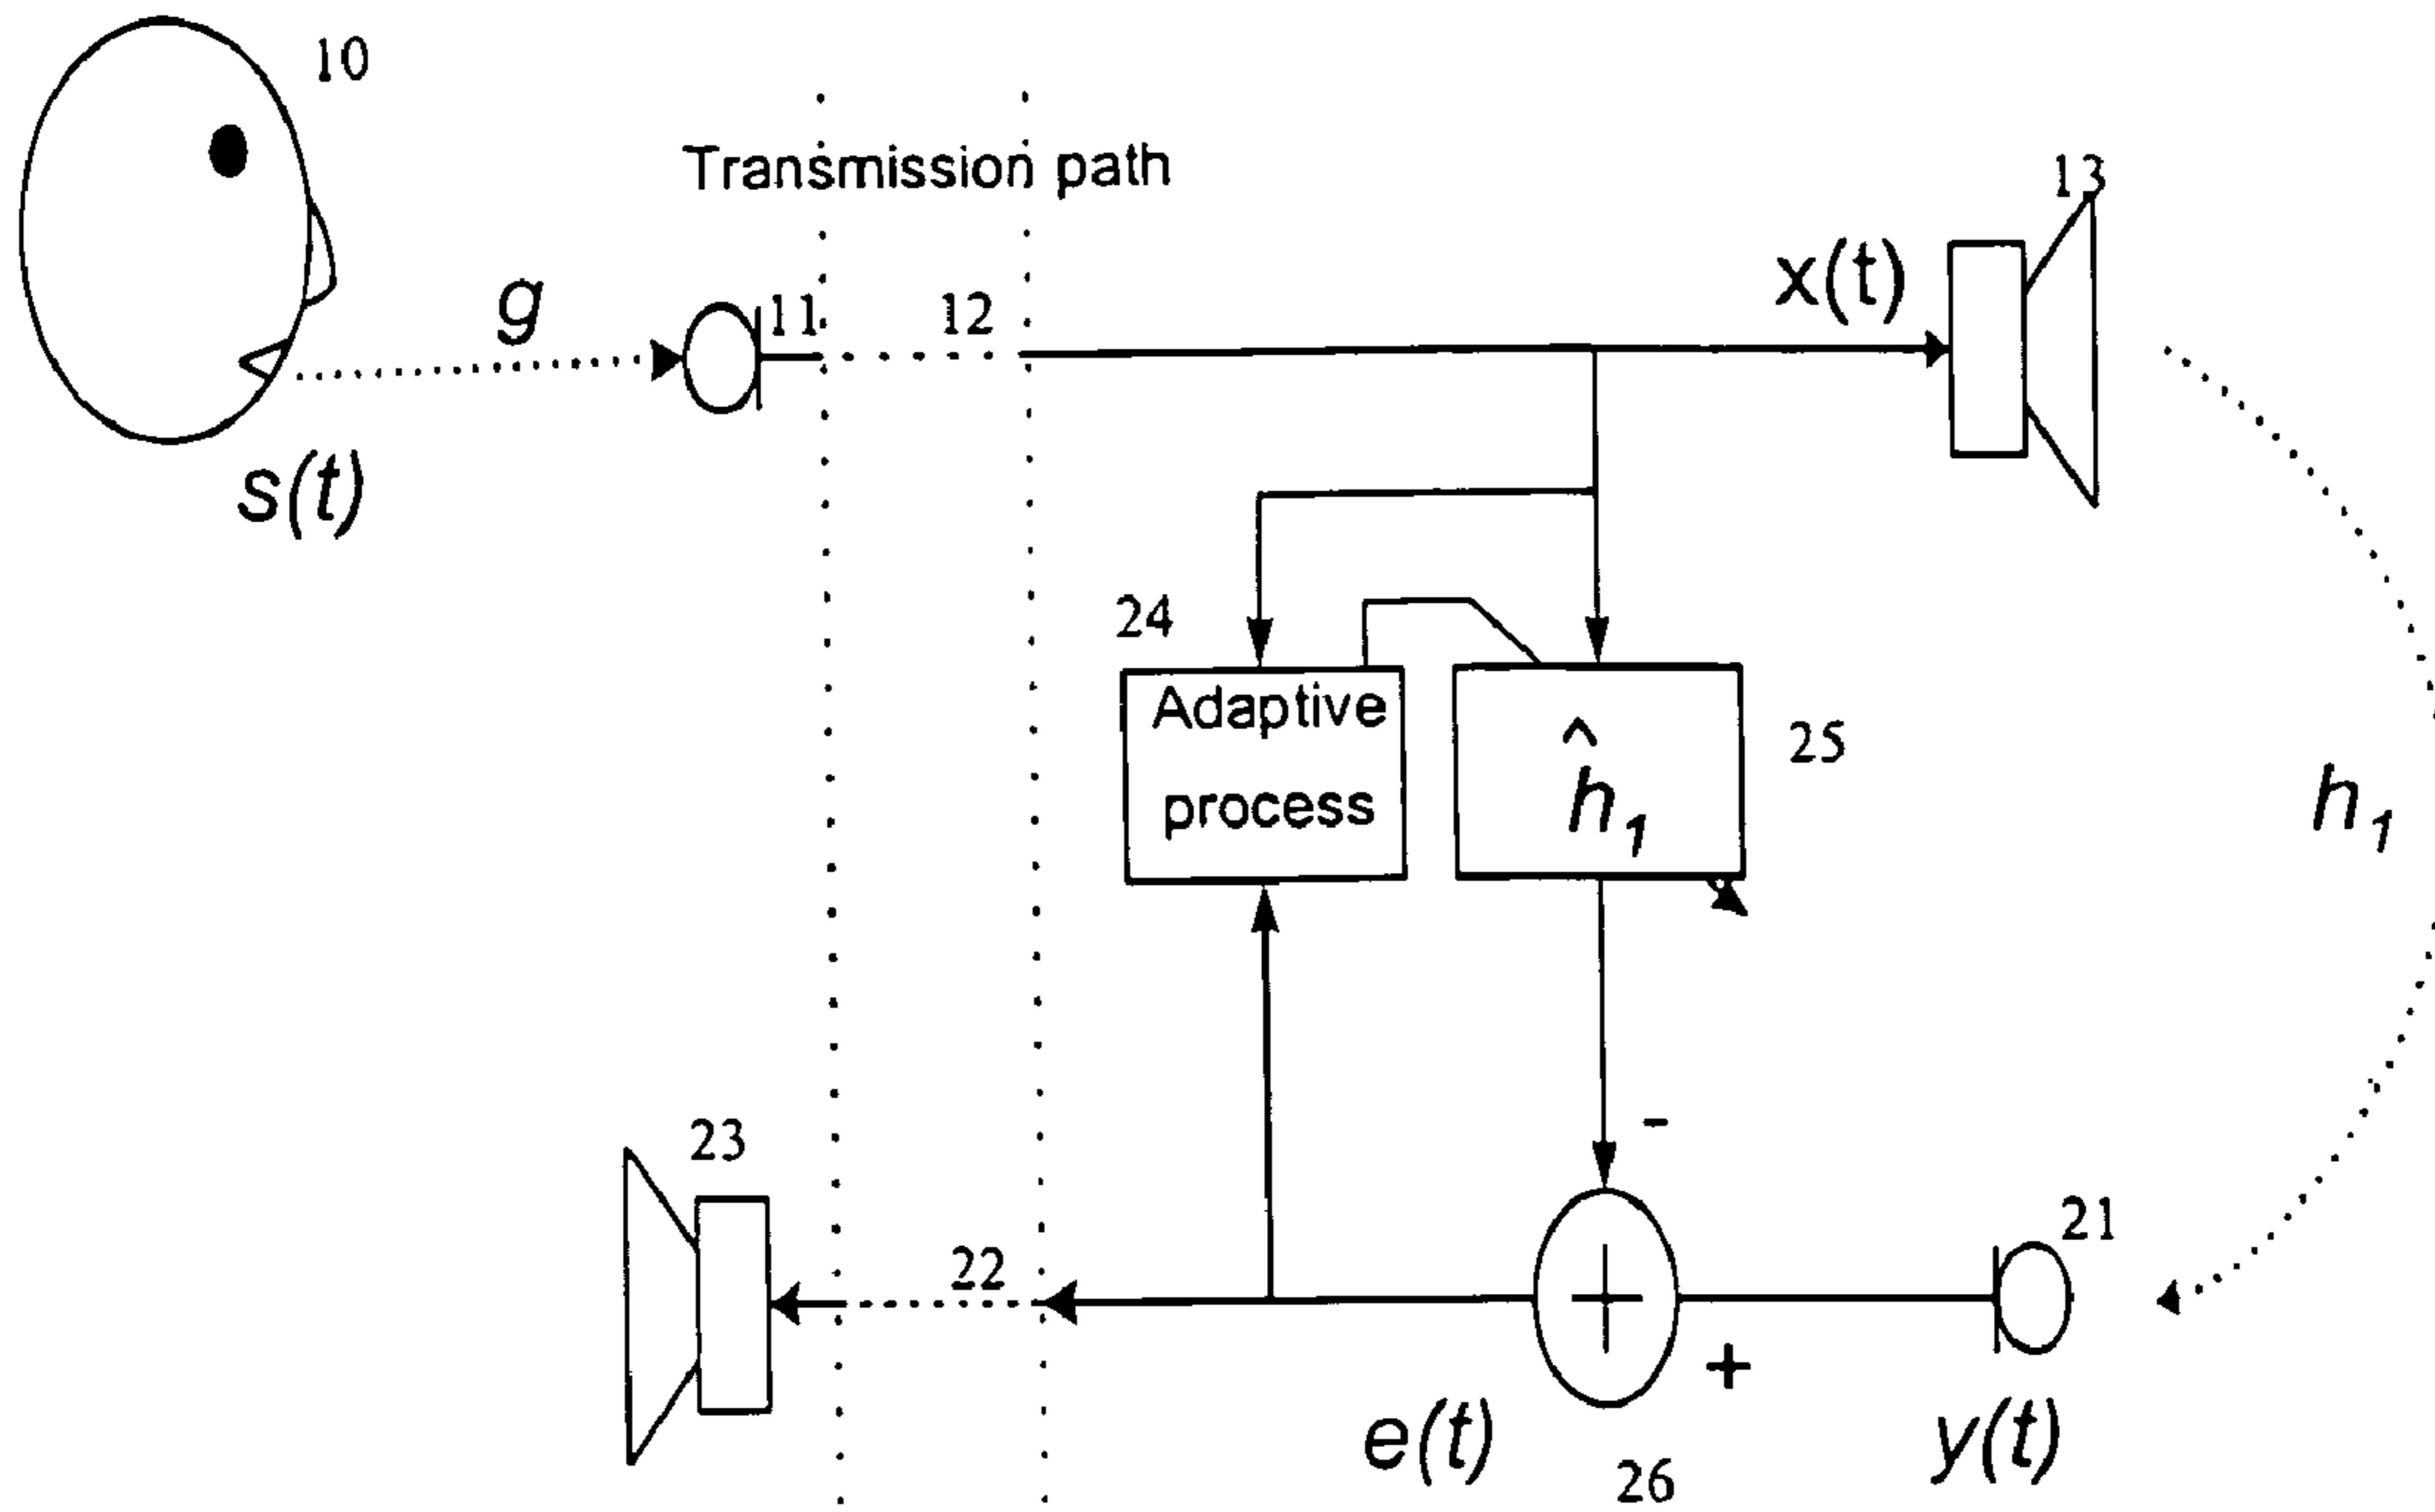 10
Transmission path
13
x(t)
g
11
12
s(t)
24
Adaptive
process
ĥ1
25
h1
-
23
22
21
+
e(t)
y(t)
26